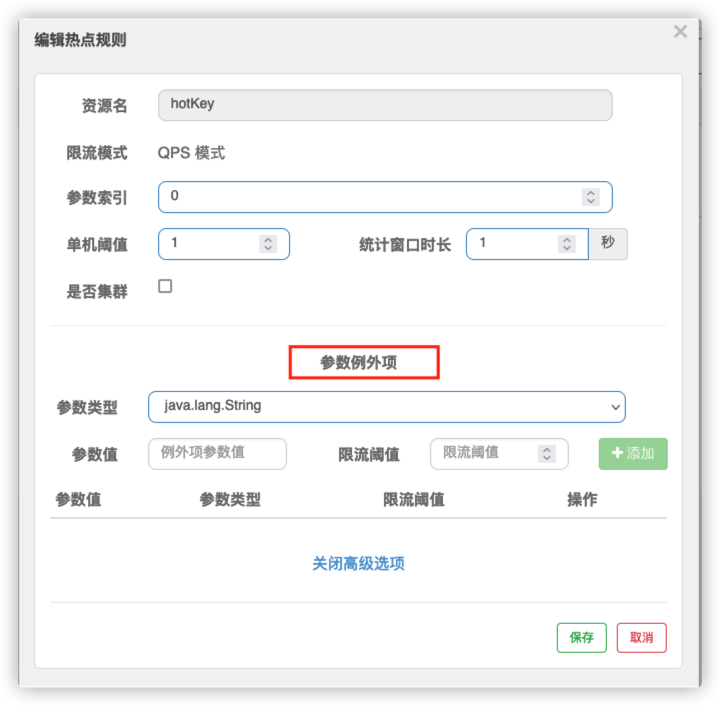 编辑热点规则
×
资源名 hotKey
限流模式 QPS 模式
参数索引 0
单机阈值 1 统计窗口时长 1 秒
是否集群
参数例外项
参数类型 java.lang.String
参数值 例外项参数值 限流阈值 限流阈值 +添加
参数值 参数类型 限流阈值 操作
关闭高级选项
保存 取消